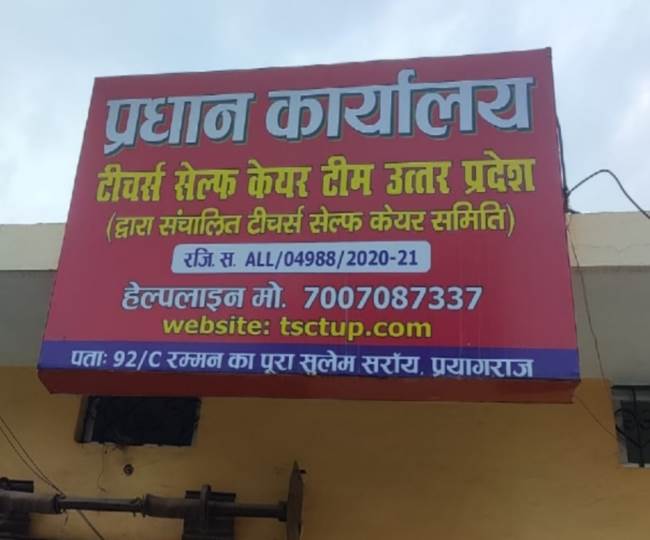 प्रधान कार्यालय
टीचर्स सेल्फ केयर टीम उत्तर प्रदेश
(द्वारा संचालित टीचर्स सेल्फ केयर समिति)
रजि. स. ALL/04988/2020-21
हेल्पलाइन मो. 7007087337
website: tsctup.com
पताः 92/C रम्मन का पूरा सुलेम सरॉय, प्रयागराज